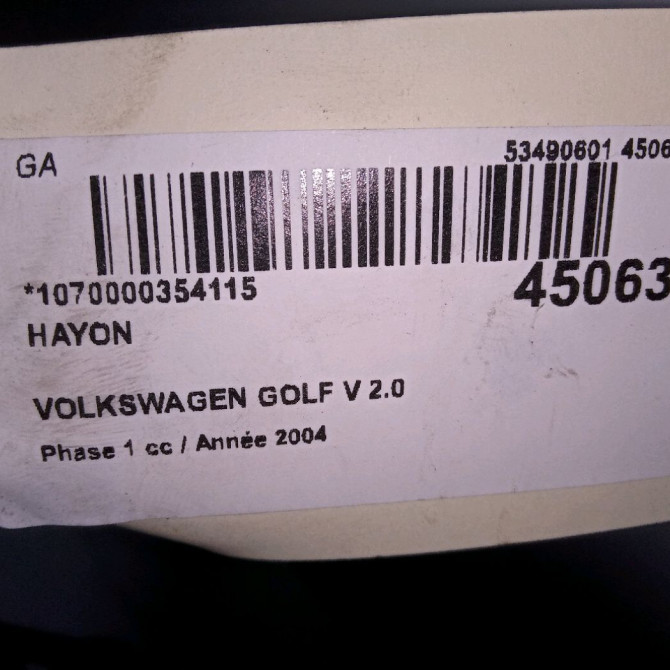 GA
53490601 4506
*1070000354115
45063
HAYON
VOLKSWAGEN GOLF V 2.0
Phase 1 cc / Année 2004